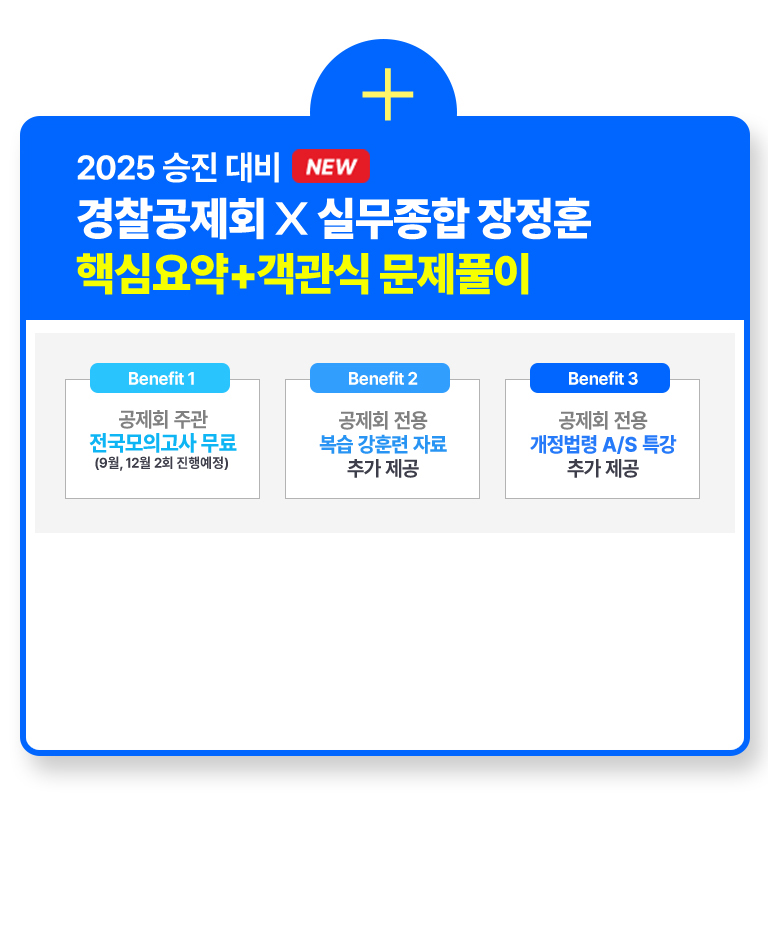 2025 승진 대비 NEW
경찰공제회 X 실무종합 장정훈
핵심요약+객관식 문제풀이
Benefit 1
공제회 주관
전국모의고사 무료
(9월, 12월 2회 진행예정)
Benefit 2
공제회 전용
복습 강훈련 자료
추가 제공
Benefit 3
공제회 전용
개정법령 A/S 특강
추가 제공